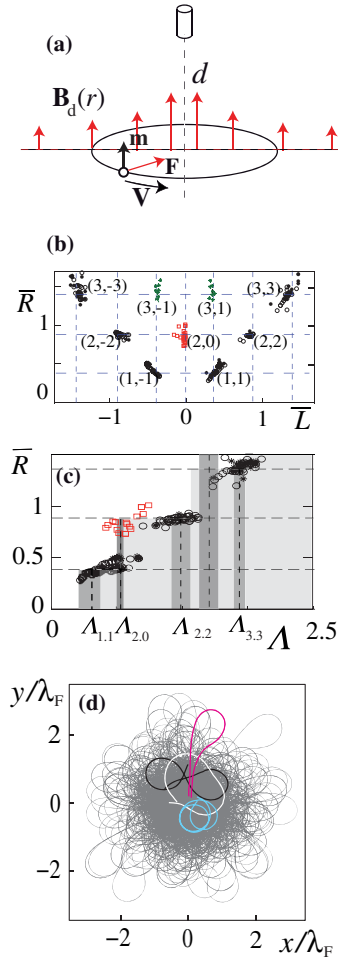 (a)
d
B_d(r)
m
F
V
(b)
R̅
(3,-3) (3,-1) (3,1) (3,3)
1
(2,-2) (2,0) (2,2)
(1,-1) (1,1)
0
−1 0 1 L̅
R̅
(c)
1
0.5
0
0 Λ_1.1 Λ_2.0 Λ_2.2 Λ_3.3 Λ 2.5
y/λ_F (d)
2
0
−2
−2 0 2 x/λ_F